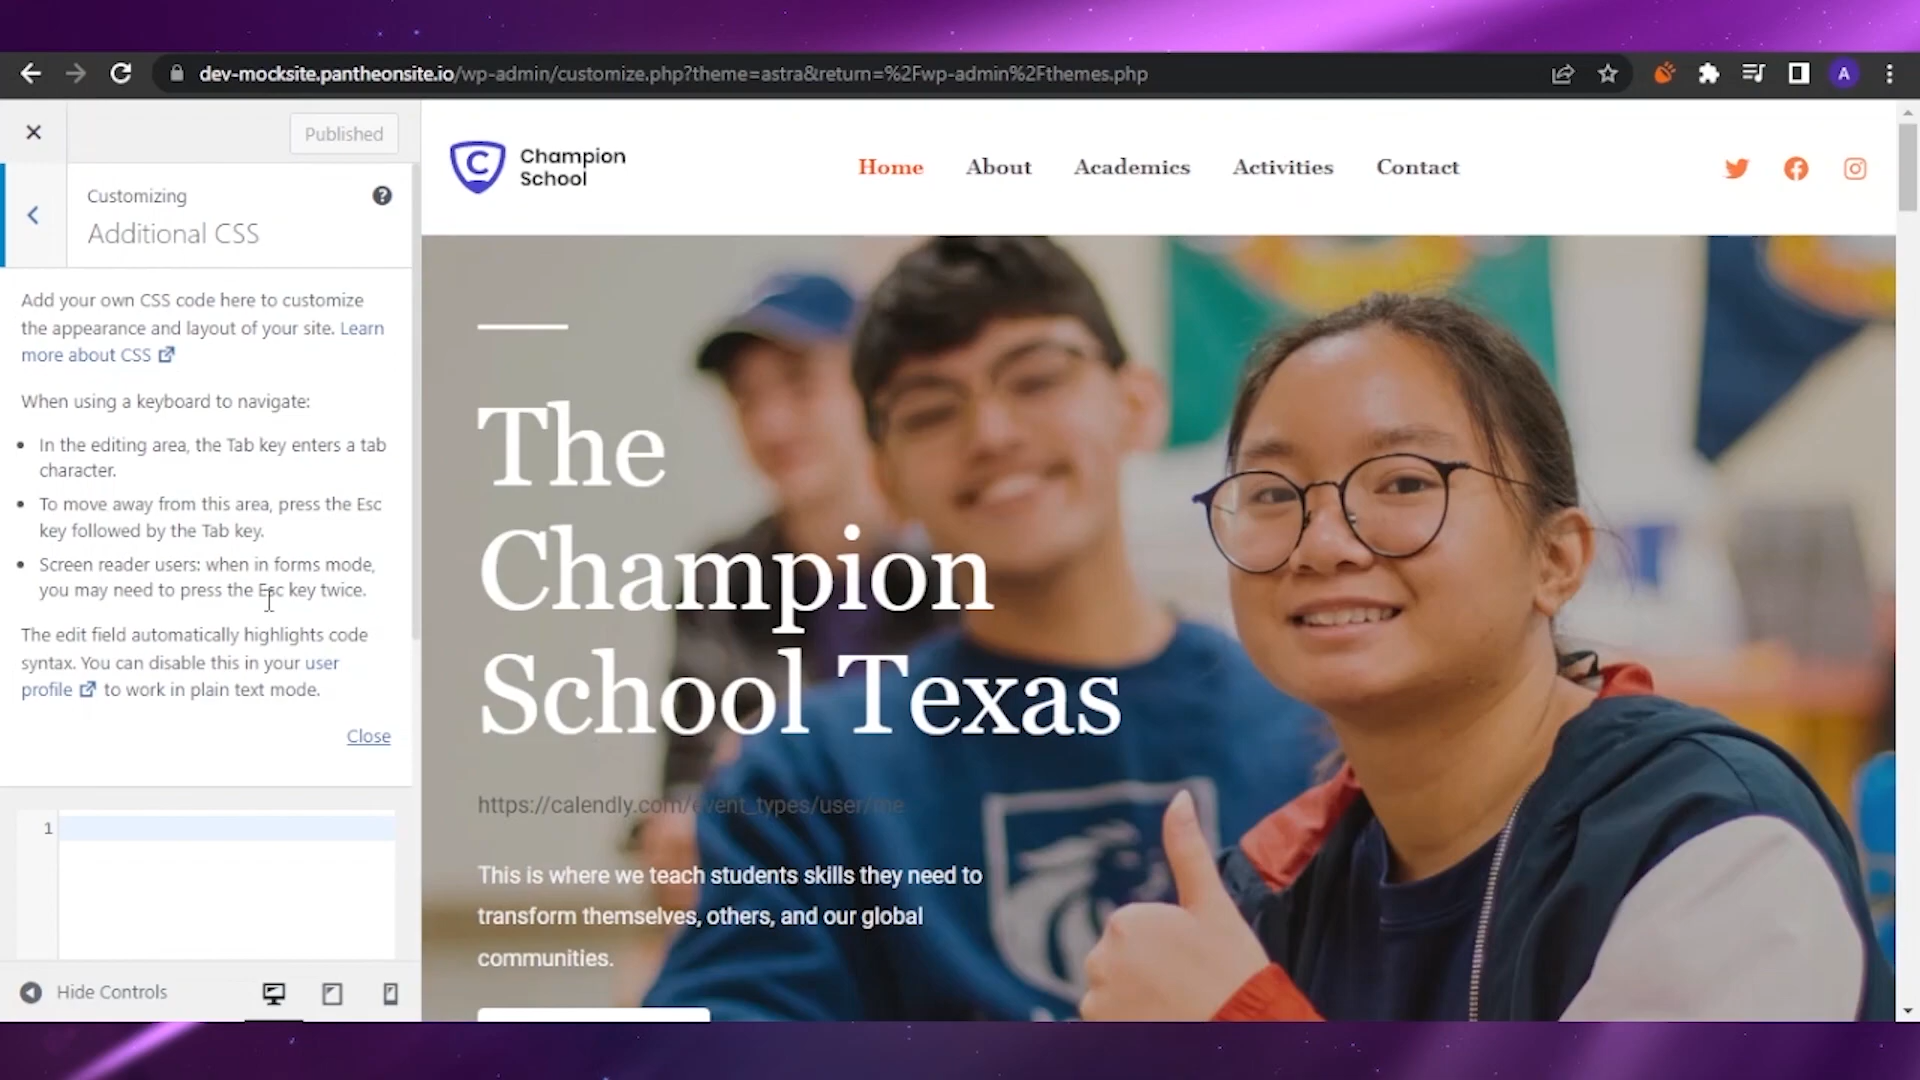 dev-mocksite.pantheonsite.io/wp-admin/customize.php?theme=astra&return=%2Fwp-admin%2Fthemes.php
A
Published
Customizing
?
Additional CSS
Add your own CSS code here to customize
the appearance and layout of your site. Learn
more about CSS
When using a keyboard to navigate:
In the editing area, the Tab key enters a tab
character.
To move away from this area, press the Esc
key followed by the Tab key.
Screen reader users: when in forms mode,
you may need to press the Esc key twice.
The edit field automatically highlights code
syntax. You can disable this in your user
profile to work in plain text mode.
Close
1
Hide Controls
C
Champion
School
Home About Academics Activities Contact
The
Champion
School Texas
https://calendly.com/event_types/user/me
This is where we teach students skills they need to
transform themselves, others, and our global
communities.